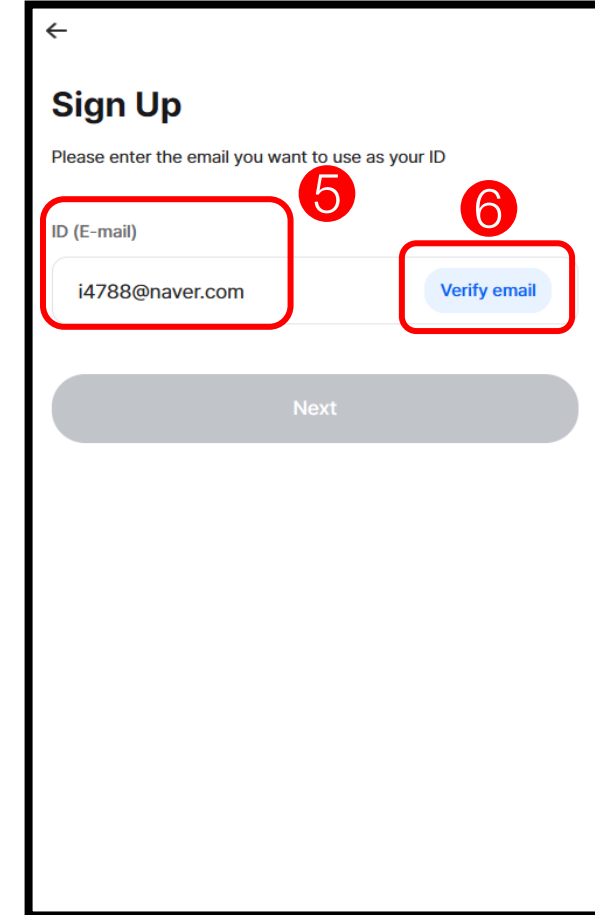 Sign Up
Please enter the email you want to use as your ID
5
6
ID (E-mail)
i4788@naver.com
Verify email
Next